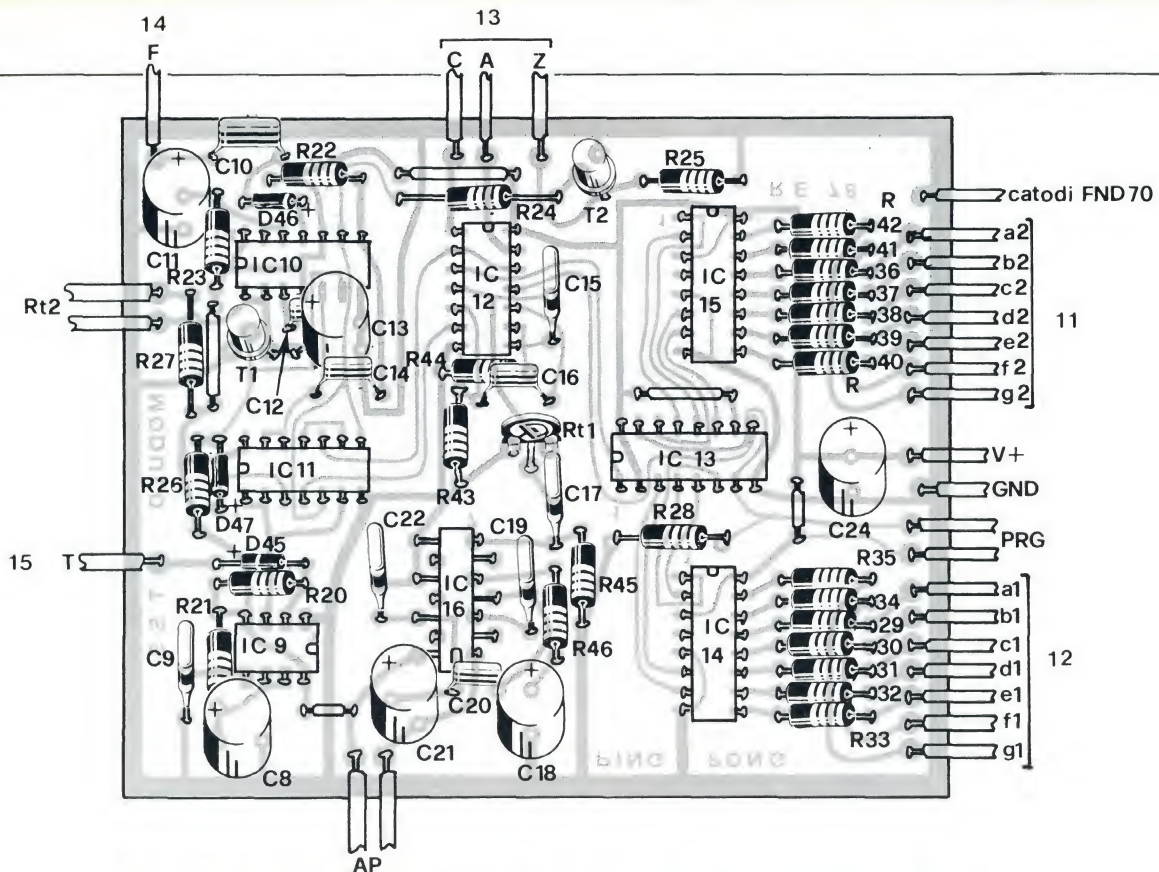 14
13
F
C A Z
C10
R22
R25
RE 78
R
catodi FND70
D46
+
R24
T2
42
a2
C11
+
41
b2
R23
IC10
IC 12
C15
IC 15
36
c2
37
d2
11
Rt2
+
C13
38
e2
39
f2
R27
T1
C14
R44
C16
40
R
g2
C12
Rt1
+
V+
IC11
R43
IC 13
GND
R26
C17
C24
D47
+
C22
C19
R28
PRG
15
T
+
D45
R35
R20
IC 16
R45
a1
R21
34
b1
C9
IC 9
R46
IC 14
29
c1
30
d1
12
31
e1
+
+
C20
+
32
f1
R33
g1
C8
C21
C18
PING PONG
AP